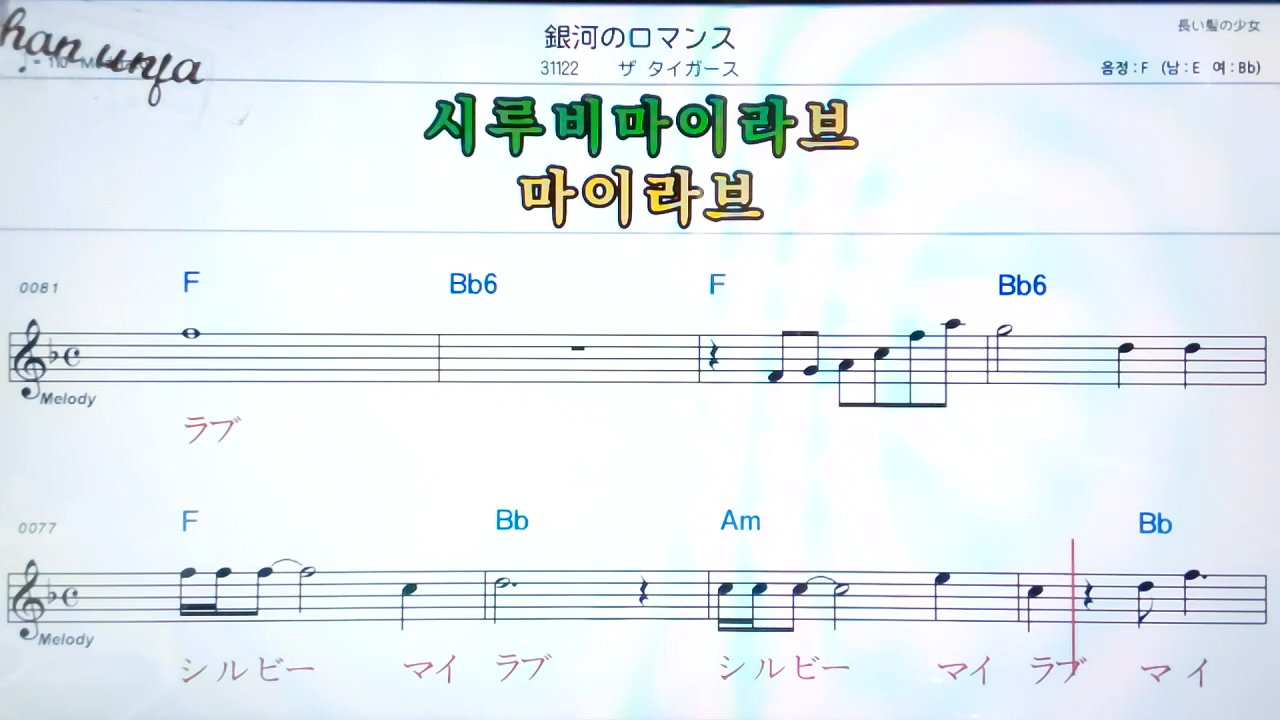 han unja
銀河のロマンス
長い髪の少女
31122 ザ タイガース
음정:F (남:E 여:Bb)
시루비마이라브
마이라브
0081 F Bb6 F Bb6
Melody
ラブ
0077 F Bb Am Bb
Melody
シルビー マイ ラブ シルビー マイ ラブ マイ